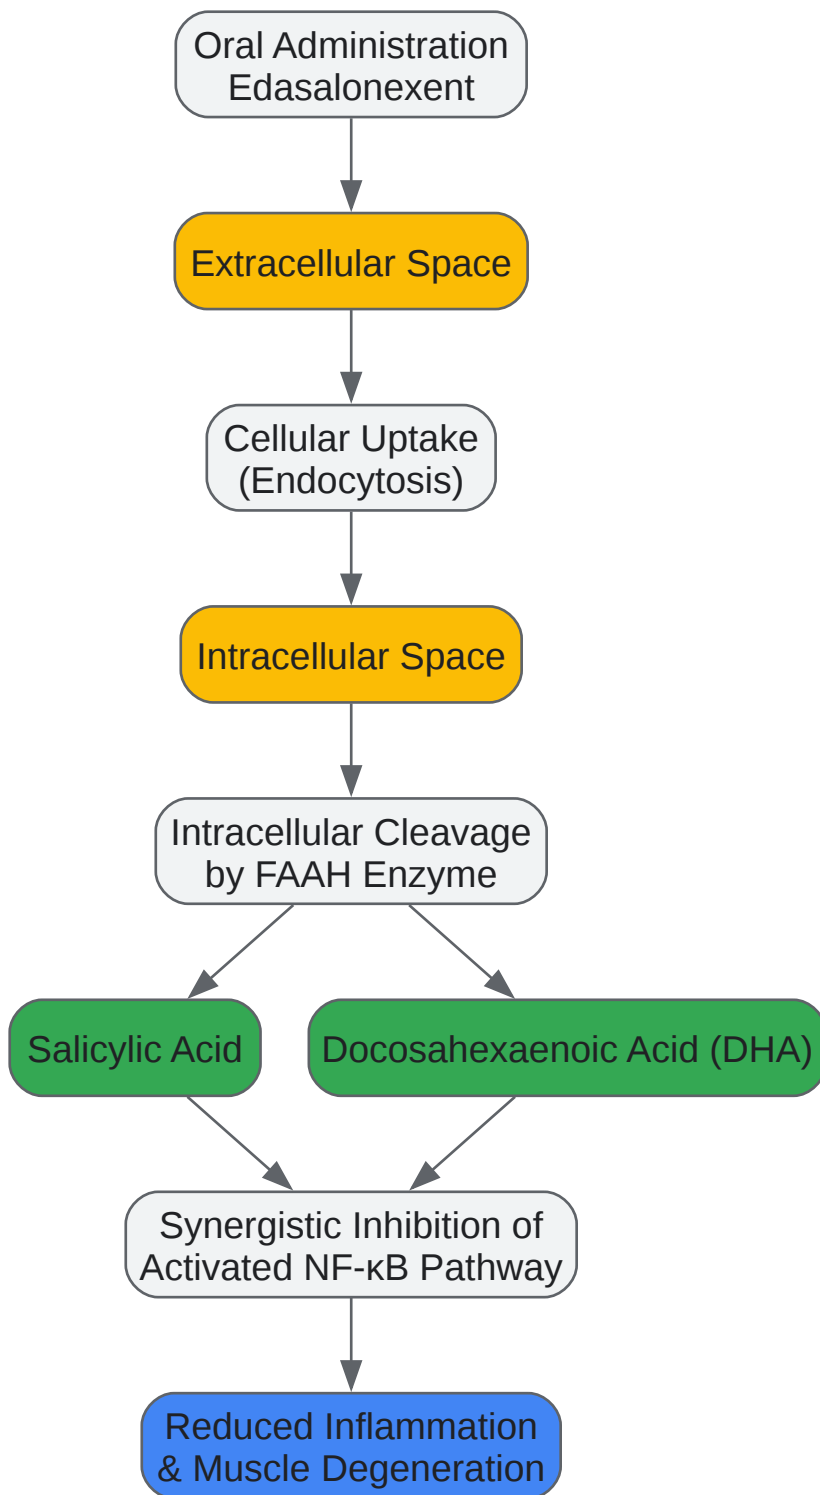 Oral Administration
Edasalonexent
Extracellular Space
Cellular Uptake
(Endocytosis)
Intracellular Space
Intracellular Cleavage
by FAAH Enzyme
Salicylic Acid
Docosahexaenoic Acid (DHA)
Synergistic Inhibition of
Activated NF-κB Pathway
Reduced Inflammation
& Muscle Degeneration